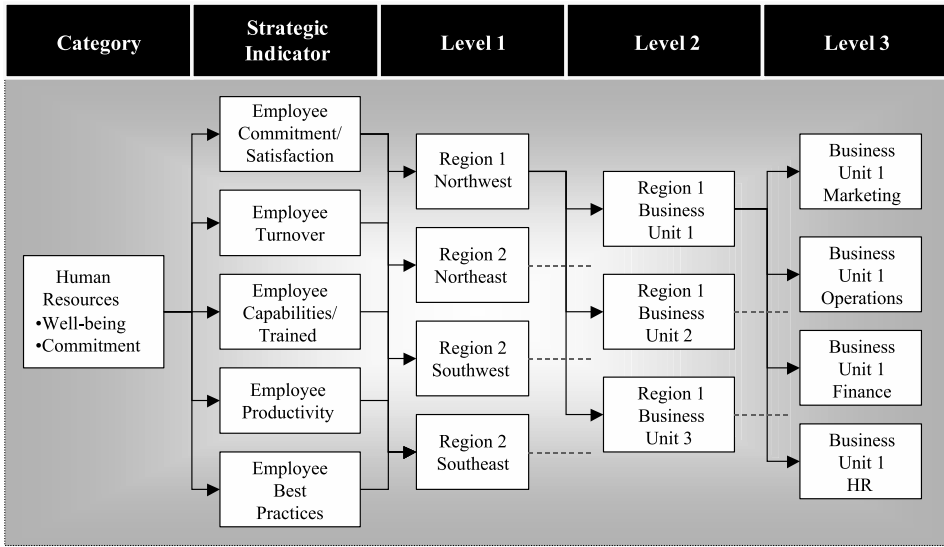 Category
Strategic
Indicator
Level 1
Level 2
Level 3
Human
Resources
•Well-being
•Commitment
Employee
Commitment/
Satisfaction
Employee
Turnover
Employee
Capabilities/
Trained
Employee
Productivity
Employee
Best
Practices
Region 1
Northwest
Region 2
Northeast
Region 2
Southwest
Region 2
Southeast
Region 1
Business
Unit 1
Region 1
Business
Unit 2
Region 1
Business
Unit 3
Business
Unit 1
Marketing
Business
Unit 1
Operations
Business
Unit 1
Finance
Business
Unit 1
HR